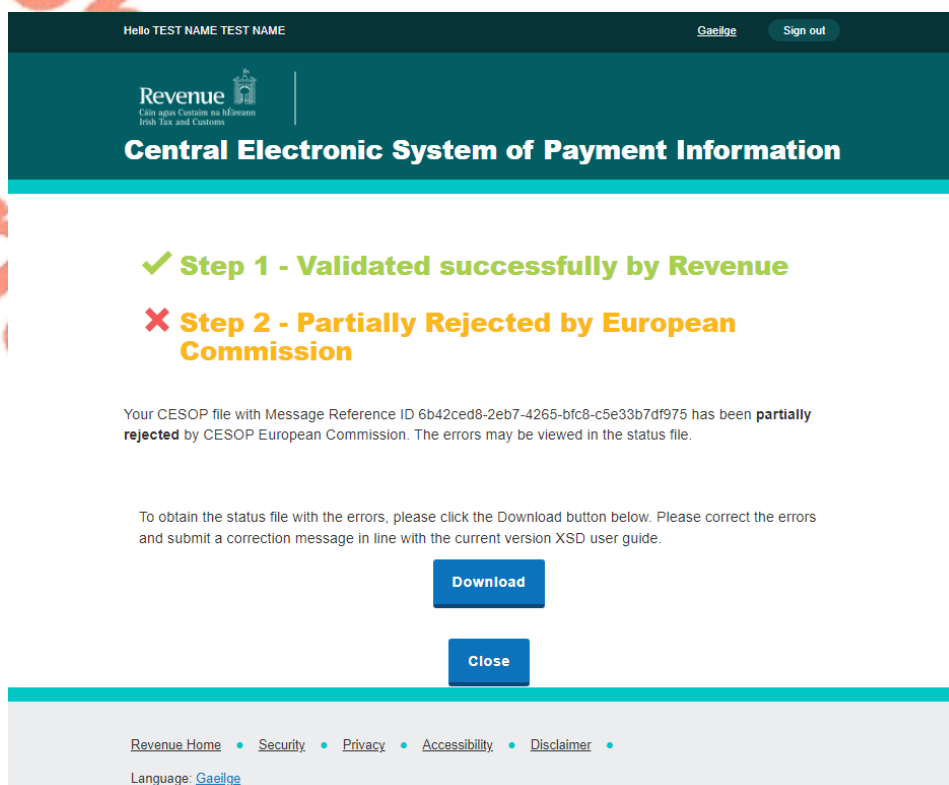 Hello TEST NAME TEST NAME
Gaeilge
Sign out
Revenue
Cáin agus Custaim na hÉireann
Irish Tax and Customs
Central Electronic System of Payment Information
Step 1 - Validated successfully by Revenue
Step 2 - Partially Rejected by European
Commission
Your CESOP file with Message Reference ID 6b42ced8-2eb7-4265-bfc8-c5e33b7df975 has been partially
rejected by CESOP European Commission. The errors may be viewed in the status file.
To obtain the status file with the errors, please click the Download button below. Please correct the errors
and submit a correction message in line with the current version XSD user guide.
Download
Close
Revenue Home • Security • Privacy • Accessibility • Disclaimer •
Language: Gaeilge